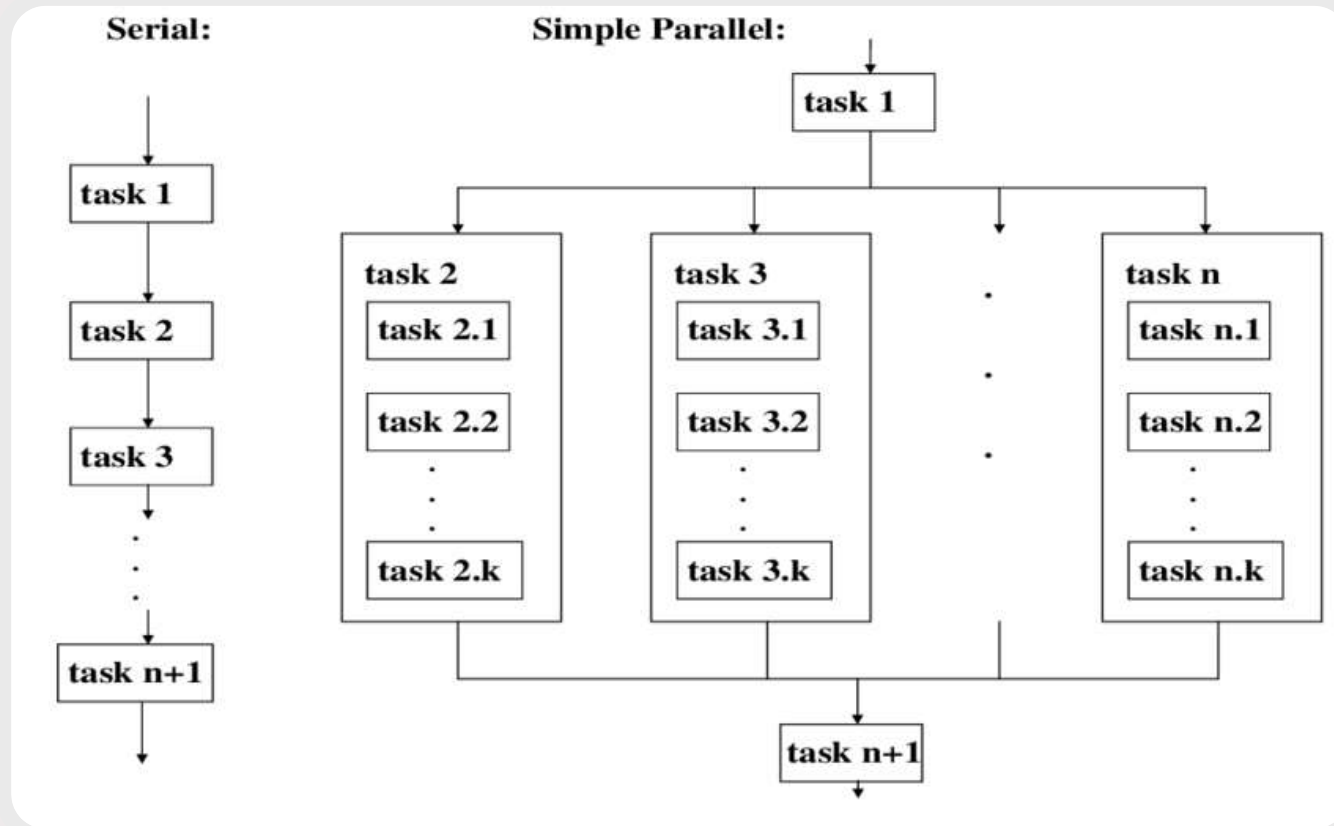 Serial:
task 1
task 2
task 3
task n+1
Simple Parallel:
task 1
task 2
task 2.1
task 2.2
task 2.k
task 3
task 3.1
task 3.2
task 3.k
task n
task n.1
task n.2
task n.k
task n+1